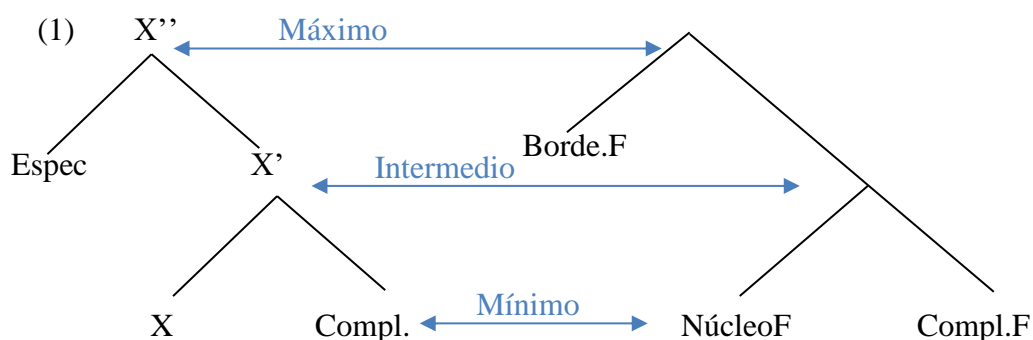 (1) X’’ Máximo
Espec X’ Borde.F
Intermedio
X Compl. Mínimo NúcleoF Compl.F